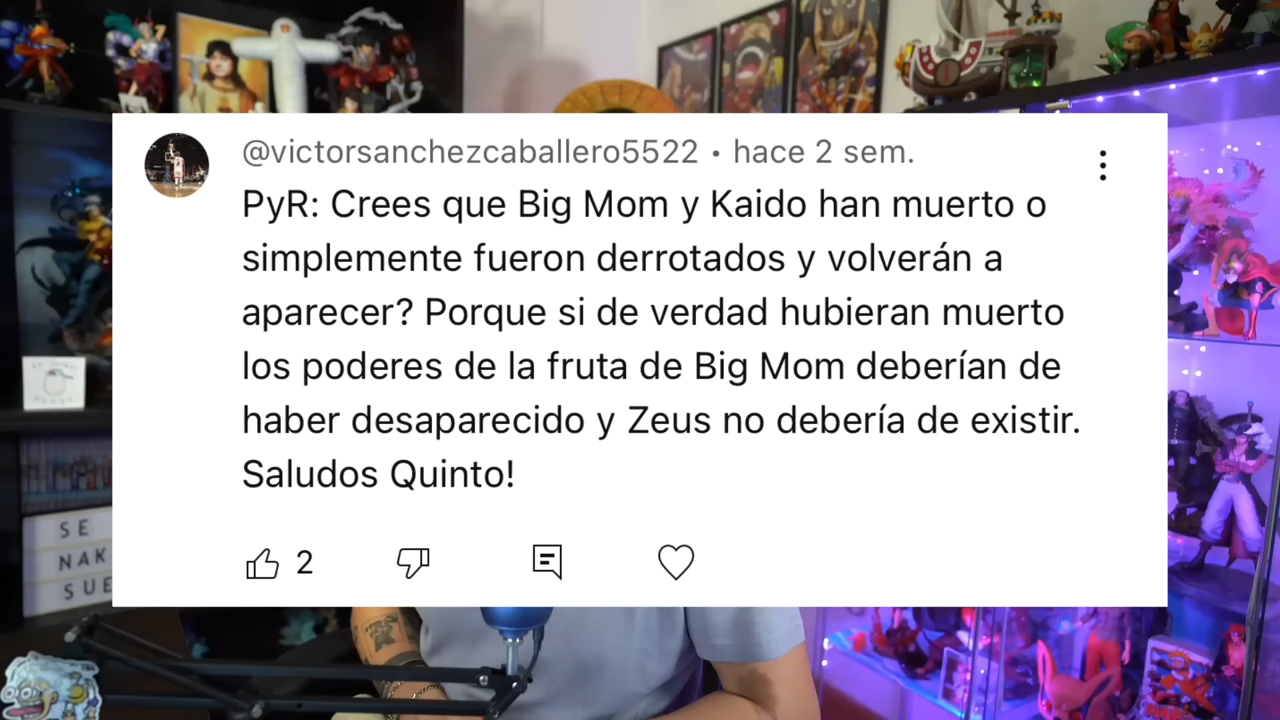 @victorsanchezcaballero5522 • hace 2 sem.
PyR: Crees que Big Mom y Kaido han muerto o
simplemente fueron derrotados y volverán a
aparecer? Porque si de verdad hubieran muerto
los poderes de la fruta de Big Mom deberían de
haber desaparecido y Zeus no debería de existir.
Saludos Quinto!
2
SE
NAK
SUE